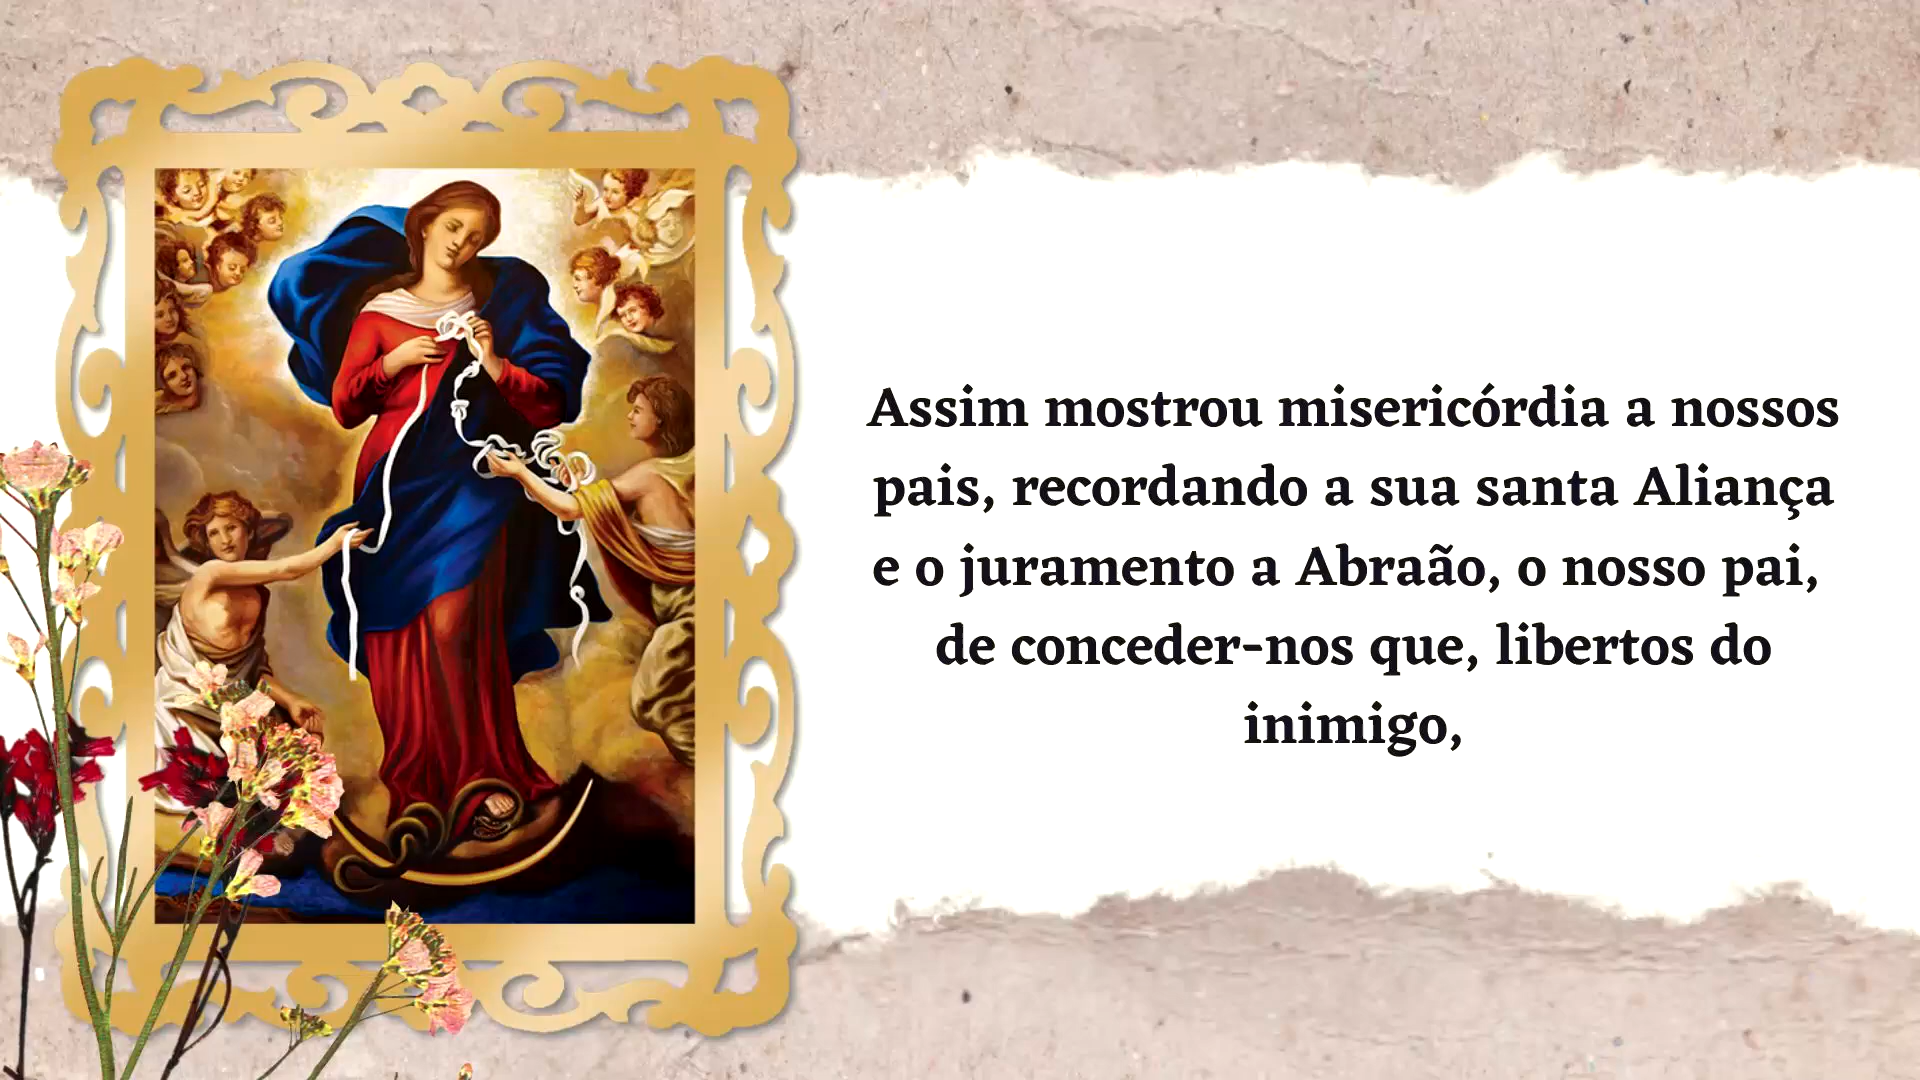 Assim mostrou misericórdia a nossos
pais, recordando a sua santa Aliança
e o juramento a Abraão, o nosso pai,
de conceder-nos que, libertos do
inimigo,